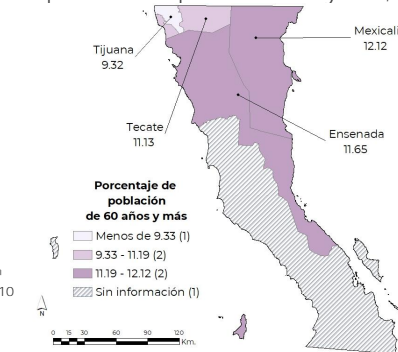 Mexicali
12.12
Tijuana
9.32
Tecate
11.13
Ensenada
11.65
Porcentaje de
población
de 60 años y más
Menos de 9.33 (1)
9.33 - 11.19 (2)
11.19 - 12.12 (2)
Sin información (1)
10
N
0 15 30 60 90 120
Km.